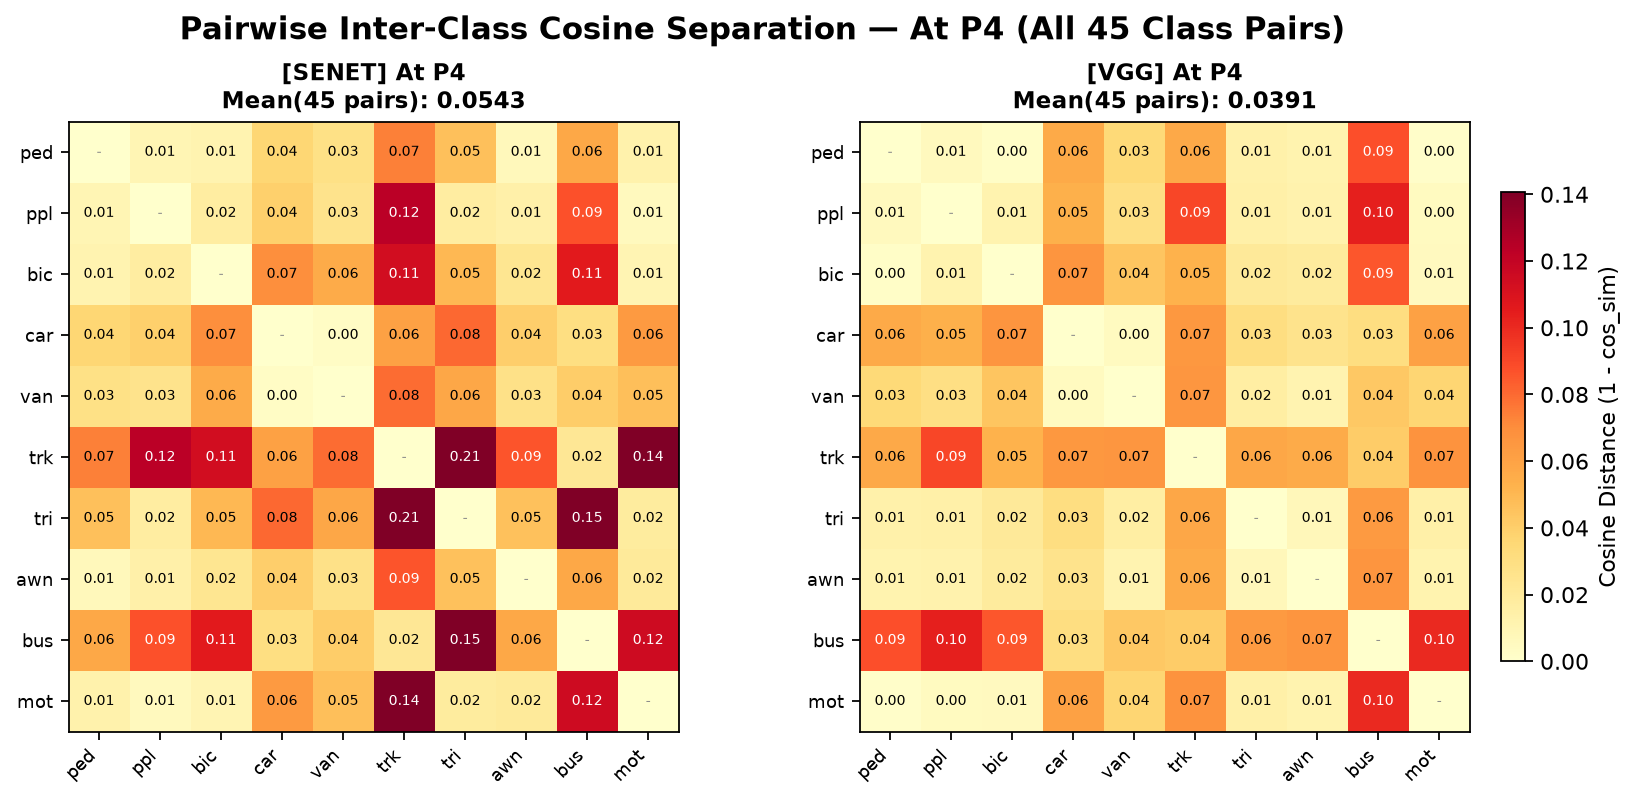 Pairwise Inter-Class Cosine Separation — At P4 (All 45 Class Pairs)
[SENET] At P4
Mean(45 pairs): 0.0543
ped - 0.01 0.01 0.04 0.03 0.07 0.05 0.01 0.06 0.01
ppl 0.01 - 0.02 0.04 0.03 0.12 0.02 0.01 0.09 0.01
bic 0.01 0.02 - 0.07 0.06 0.11 0.05 0.02 0.11 0.01
car 0.04 0.04 0.07 - 0.00 0.06 0.08 0.04 0.03 0.06
van 0.03 0.03 0.06 0.00 - 0.08 0.06 0.03 0.04 0.05
trk 0.07 0.12 0.11 0.06 0.08 - 0.21 0.09 0.02 0.14
tri 0.05 0.02 0.05 0.08 0.06 0.21 - 0.05 0.15 0.02
awn 0.01 0.01 0.02 0.04 0.03 0.09 0.05 - 0.06 0.02
bus 0.06 0.09 0.11 0.03 0.04 0.02 0.15 0.06 - 0.12
mot 0.01 0.01 0.01 0.06 0.05 0.14 0.02 0.02 0.12 -
ped ppl bic car van trk tri awn bus mot
[VGG] At P4
Mean(45 pairs): 0.0391
ped - 0.01 0.00 0.06 0.03 0.06 0.01 0.01 0.09 0.00
ppl 0.01 - 0.01 0.05 0.03 0.09 0.01 0.01 0.10 0.00
bic 0.00 0.01 - 0.07 0.04 0.05 0.02 0.02 0.09 0.01
car 0.06 0.05 0.07 - 0.00 0.07 0.03 0.03 0.03 0.06
van 0.03 0.03 0.04 0.00 - 0.07 0.02 0.01 0.04 0.04
trk 0.06 0.09 0.05 0.07 0.07 - 0.06 0.06 0.04 0.07
tri 0.01 0.01 0.02 0.03 0.02 0.06 - 0.01 0.06 0.01
awn 0.01 0.01 0.02 0.03 0.01 0.06 0.01 - 0.07 0.01
bus 0.09 0.10 0.09 0.03 0.04 0.04 0.06 0.07 - 0.10
mot 0.00 0.00 0.01 0.06 0.04 0.07 0.01 0.01 0.10 -
ped ppl bic car van trk tri awn bus mot
0.14
0.12
0.10
0.08
0.06
0.04
0.02
0.00
Cosine Distance (1 - cos_sim)